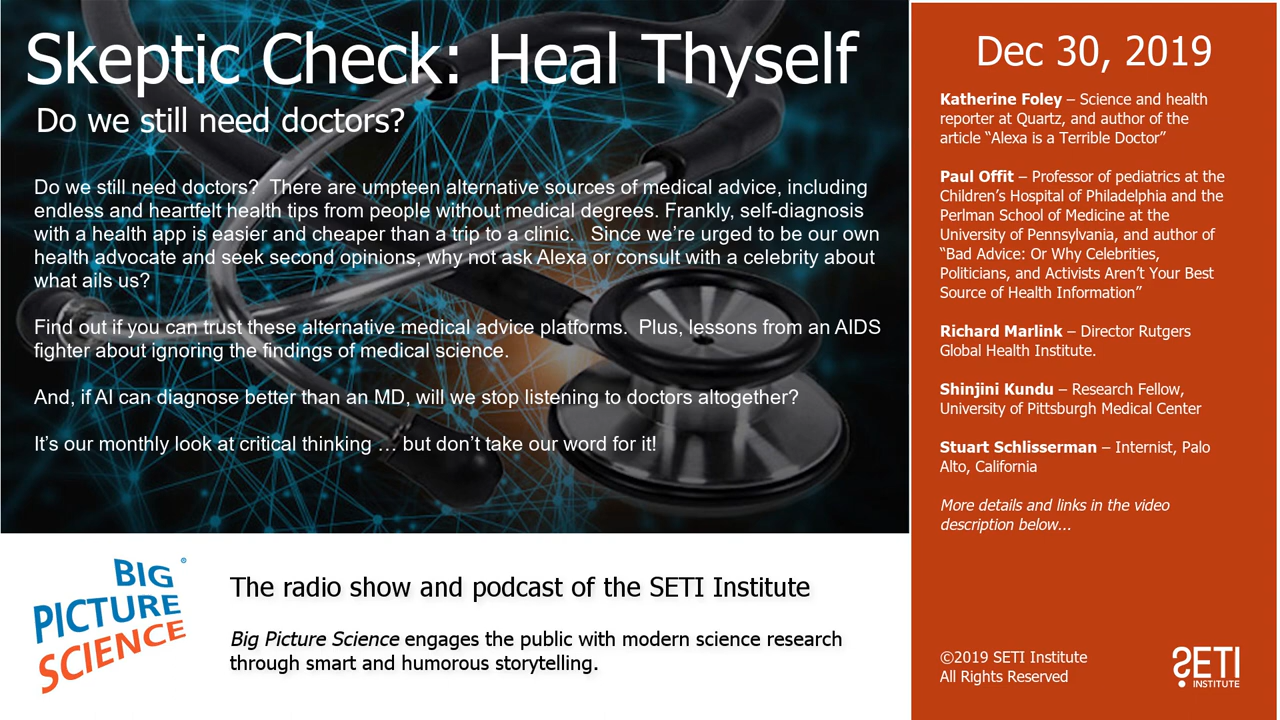 Skeptic Check: Heal Thyself
Do we still need doctors?
Do we still need doctors?  There are umpteen alternative sources of medical advice, including
endless and heartfelt health tips from people without medical degrees. Frankly, self-diagnosis
with a health app is easier and cheaper than a trip to a clinic.   Since we’re urged to be our own
health advocate and seek second opinions, why not ask Alexa or consult with a celebrity about
what ails us?
Find out if you can trust these alternative medical advice platforms.  Plus, lessons from an AIDS
fighter about ignoring the findings of medical science.
And, if AI can diagnose better than an MD, will we stop listening to doctors altogether?
It’s our monthly look at critical thinking … but don’t take our word for it!
Dec 30, 2019
Katherine Foley – Science and health
reporter at Quartz, and author of the
article “Alexa is a Terrible Doctor”
Paul Offit – Professor of pediatrics at the
Children’s Hospital of Philadelphia and the
Perlman School of Medicine at the
University of Pennsylvania, and author of
“Bad Advice: Or Why Celebrities,
Politicians, and Activists Aren’t Your Best
Source of Health Information”
Richard Marlink – Director Rutgers
Global Health Institute.
Shinjini Kundu – Research Fellow,
University of Pittsburgh Medical Center
Stuart Schlisserman – Internist, Palo
Alto, California
More details and links in the video
description below...
BIG ®
PICTURE
SCIENCE
The radio show and podcast of the SETI Institute
Big Picture Science engages the public with modern science research
through smart and humorous storytelling.
©2019 SETI Institute
All Rights Reserved
SETI
INSTITUTE